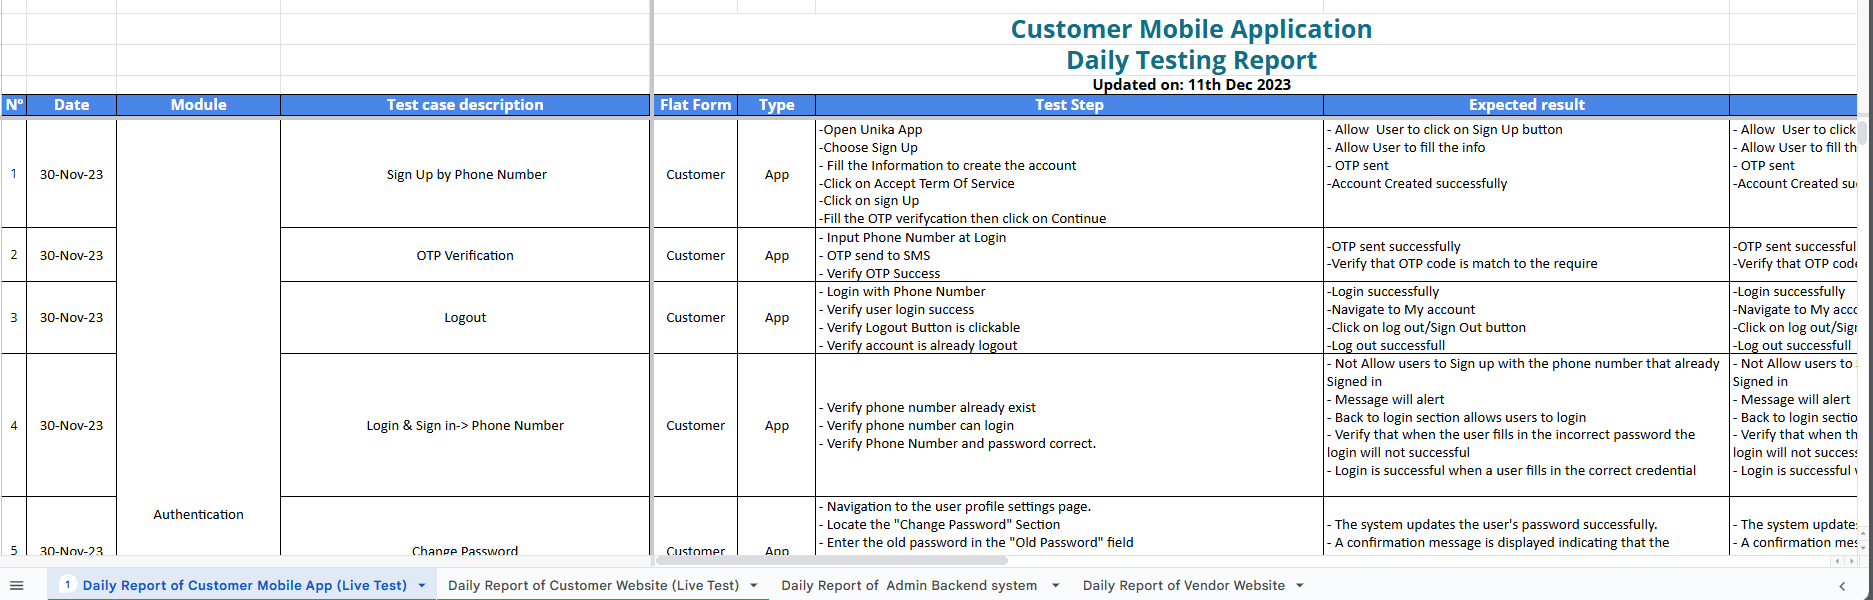 Customer Mobile Application
Daily Testing Report
Updated on: 11th Dec 2023
Nº Date Module Test case description Flat Form Type Test Step Expected result
1 30-Nov-23 Sign Up by Phone Number Customer App
-Open Unika App
-Choose Sign Up
- Fill the Information to create the account
-Click on Accept Term Of Service
-Click on sign Up
-Fill the OTP verifycation then click on Continue
- Allow  User to click on Sign Up button
- Allow User to fill the info
- OTP sent
-Account Created successfully
- Allow  User to click
- Allow User to fill th
- OTP sent
-Account Created su
2 30-Nov-23 OTP Verification Customer App
- Input Phone Number at Login
- OTP send to SMS
- Verify OTP Success
-OTP sent successfully
-Verify that OTP code is match to the require
-OTP sent successful
-Verify that OTP code
3 30-Nov-23 Logout Customer App
- Login with Phone Number
- Verify user login success
- Verify Logout Button is clickable
- Verify account is already logout
-Login successfully
-Navigate to My account
-Click on log out/Sign Out button
-Log out successfull
-Login successfully
-Navigate to My acco
-Click on log out/Sign
-Log out successfull
4 30-Nov-23 Login & Sign in-> Phone Number Customer App
- Verify phone number already exist
- Verify phone number can login
- Verify Phone Number and password correct.
- Not Allow users to Sign up with the phone number that already
Signed in
- Message will alert
- Back to login section allows users to login
- Verify that when the user fills in the incorrect password the
login will not successful
- Login is successful when a user fills in the correct credential
- Not Allow users to
Signed in
- Message will alert
- Back to login sectio
- Verify that when th
login will not success
- Login is successful
Authentication
5 30-Nov-23 Change Password Customer App
- Navigation to the user profile settings page.
- Locate the "Change Password" Section
- Enter the old password in the "Old Password" field
- The system updates the user's password successfully.
- A confirmation message is displayed indicating that the
- The system update
- A confirmation mes
1 Daily Report of Customer Mobile App (Live Test) Daily Report of Customer Website (Live Test) Daily Report of  Admin Backend system Daily Report of Vendor Website